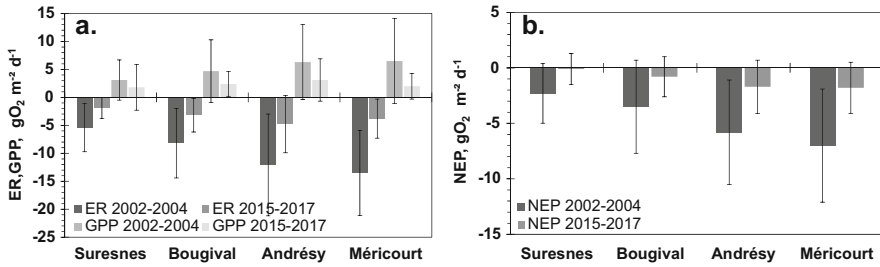 a.
ER,GPP, gO₂ m⁻² d⁻¹
15
10
5
0
-5
-10
-15
-20
-25
ER 2002-2004
ER 2015-2017
GPP 2002-2004
GPP 2015-2017
Suresnes
Bougival
Andrésy
Méricourt
b.
NEP, gO₂ m⁻² d⁻¹
5
0
-5
-10
-15
NEP 2002-2004
NEP 2015-2017
Suresnes
Bougival
Andrésy
Méricourt